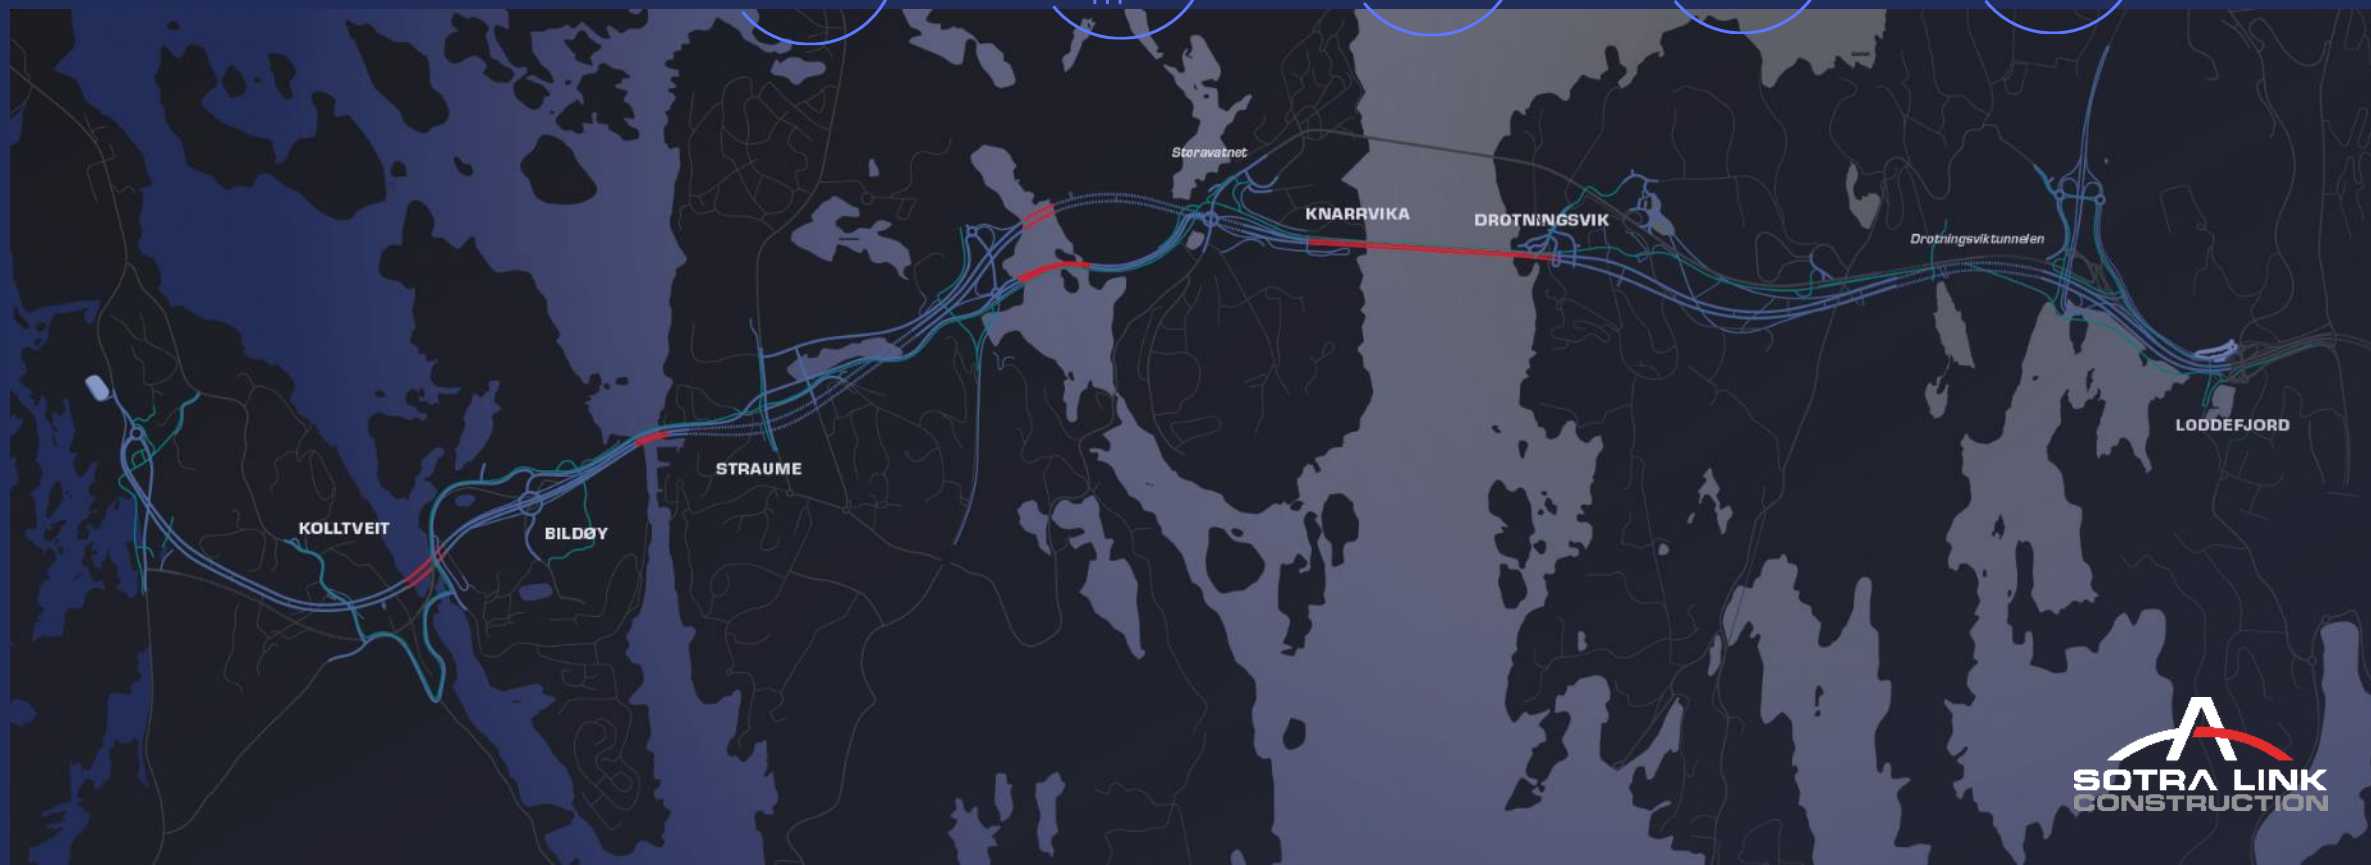 Storavatnet
KNARRVIKA
DROTNINGSVIK
Drotningsviktunnelen
LODDEFJORD
STRAUME
KOLLTVEIT
BILDØY
SOTRA LINK
CONSTRUCTION